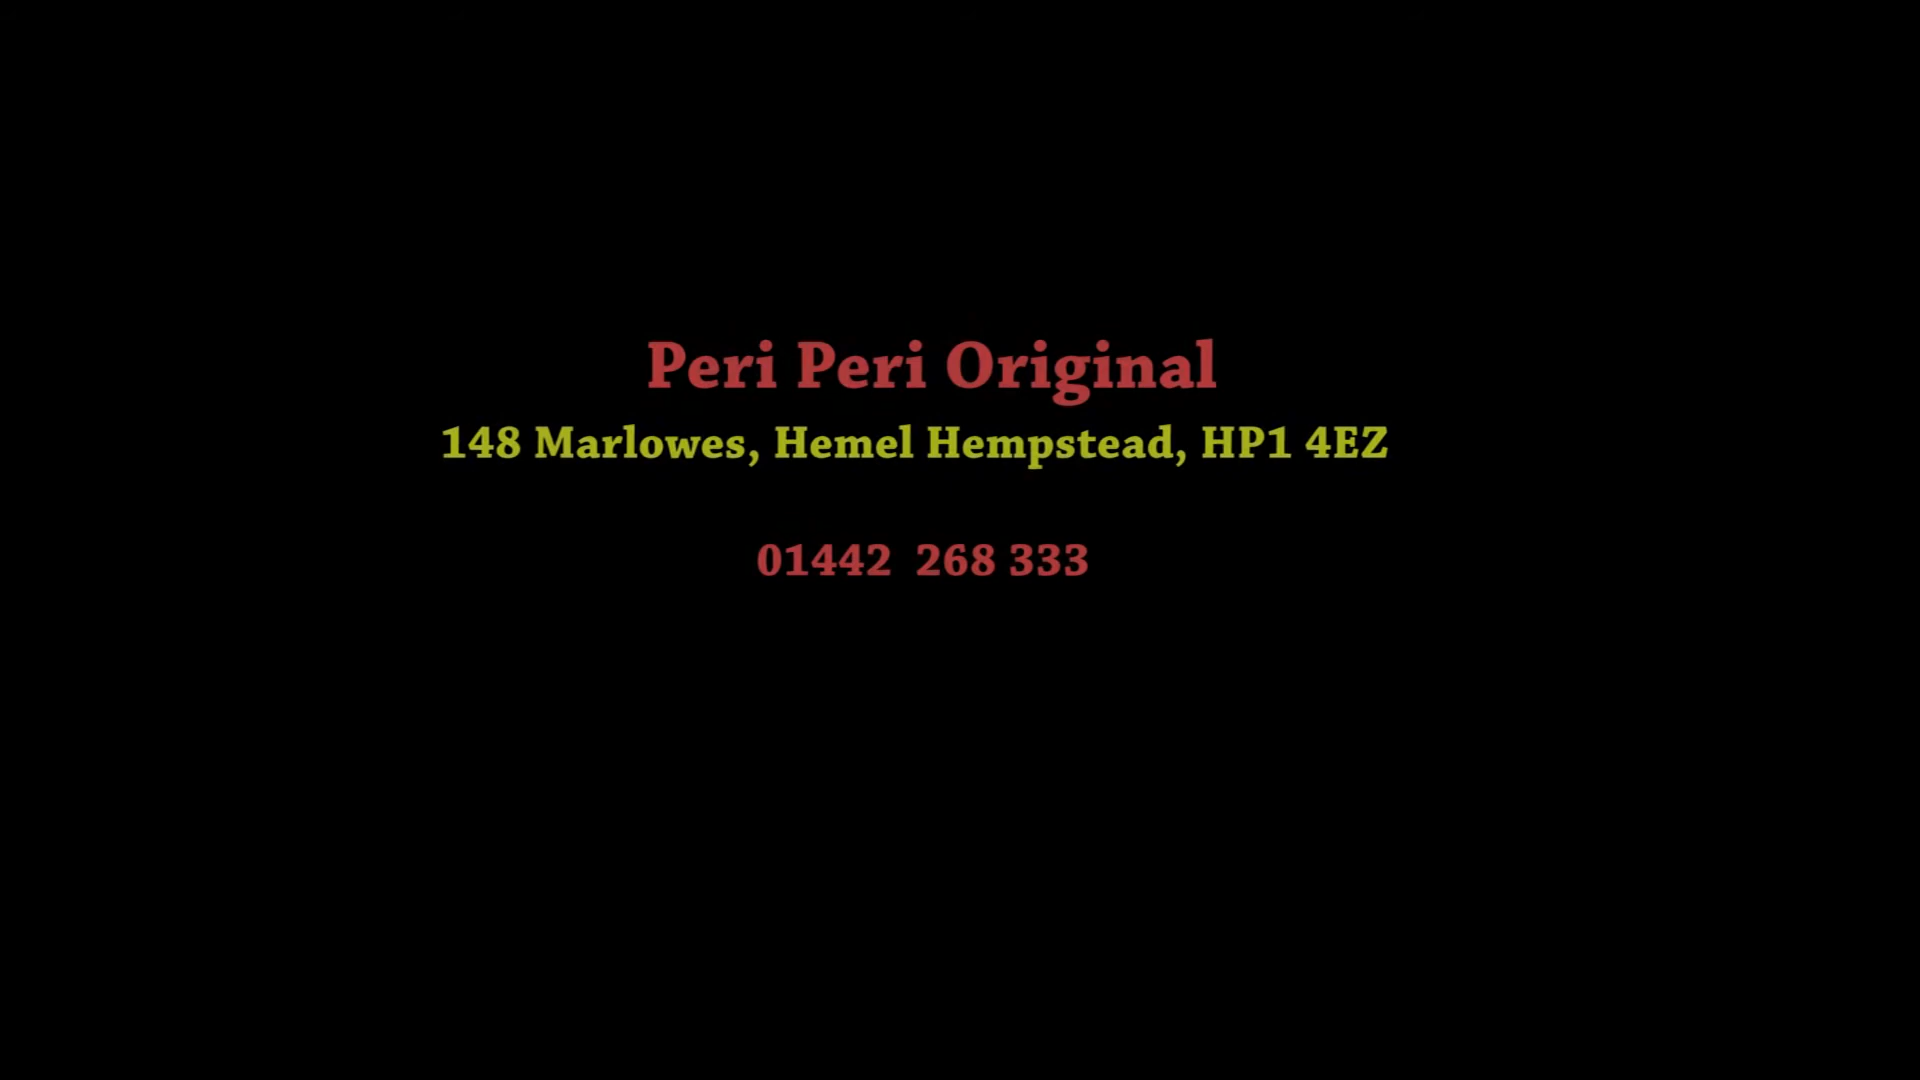 Peri Peri Original
148 Marlowes, Hemel Hempstead, HP1 4EZ
01442  268 333